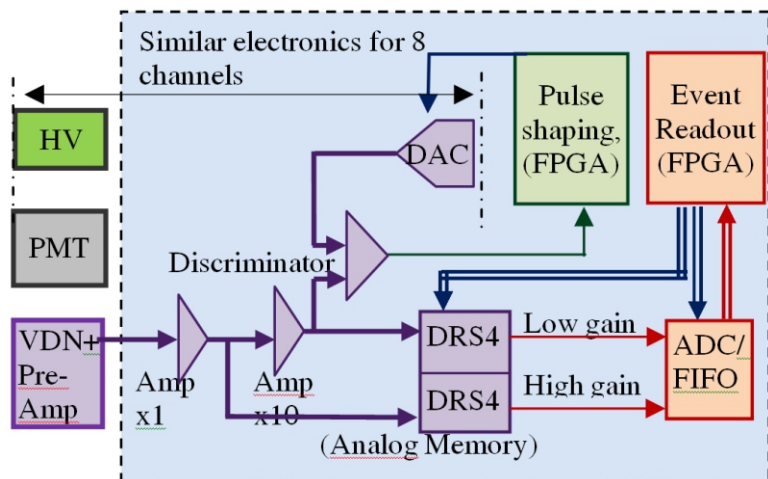 Similar electronics for 8
channels
HV
DAC
Pulse
shaping,
(FPGA)
Event
Readout
(FPGA)
PMT
Discriminator
VDN+
Pre-
Amp
Amp
x1
Amp
x10
DRS4
DRS4
(Analog Memory)
Low gain
High gain
ADC/
FIFO